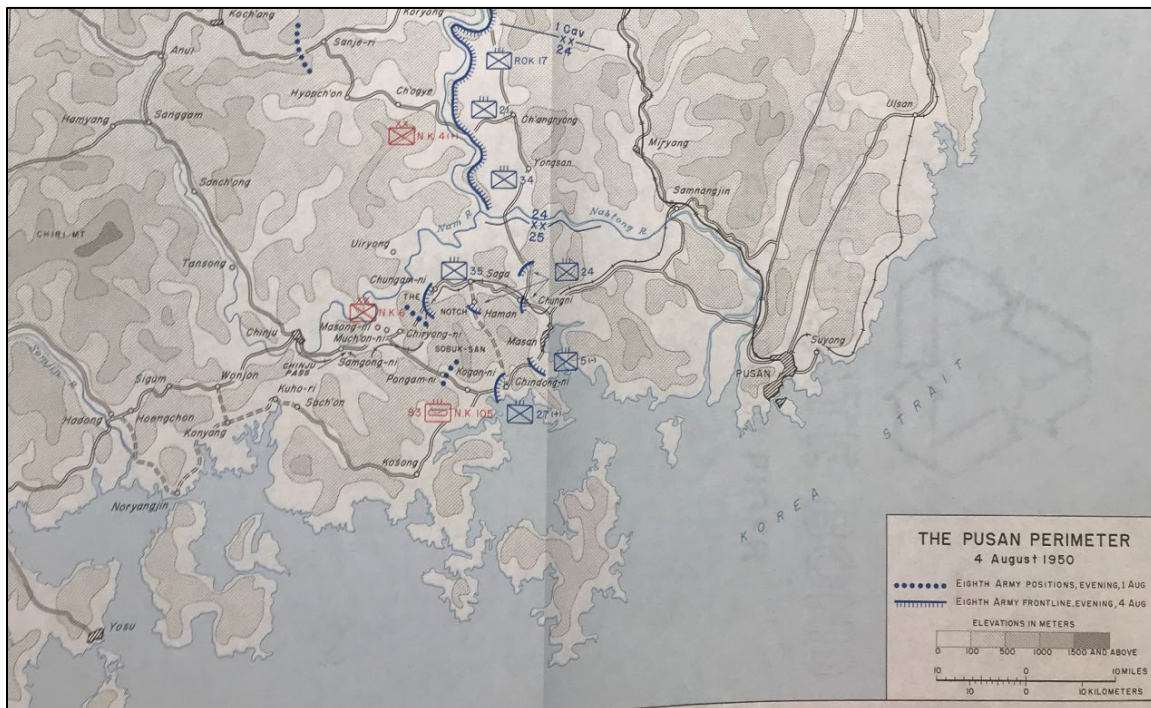 Koch'ang
Koryong
Sanje-ri
Anui
1 Cav
XX
24
ROK 17
Hyopch'on
Ch'ogye
21
Ch'angnyong
Ulsan
Hamyang
Sanggam
N.K. 4(+)
Miryang
Yongsan
Sanch'ong
34
Samnangjin
24
XX
25
Nam R.
Naktong R.
CHIRI MT
Uiryong
Tansong
Chungam-ni
35
Saga
24
THE
NOTCH
Haman
Chungni
N.K. 6
Masong-ni
Much'on-ni
Chiryong-ni
Chinju
Masan
Suyong
SOBUK-SAN
CHINJU
PASS
Samgong-ni
Kogan-ni
5(-)
PUSAN
Sumjin R.
Sigum
Wonjon
Kuho-ri
Pongam-ni
Chindong-ni
Hadong
Hoengchon
Sach'on
83
N.K. 105
27(+)
Konyang
Kosong
Noryangjin
KOREA STRAIT
Yosu
THE PUSAN PERIMETER
4 August 1950
EIGHTH ARMY POSITIONS, EVENING, 1 AUG
EIGHTH ARMY FRONTLINE, EVENING, 4 AUG
ELEVATIONS IN METERS
0 100 500 1000 1500 AND ABOVE
10 0 10 MILES
10 0 10 KILOMETERS